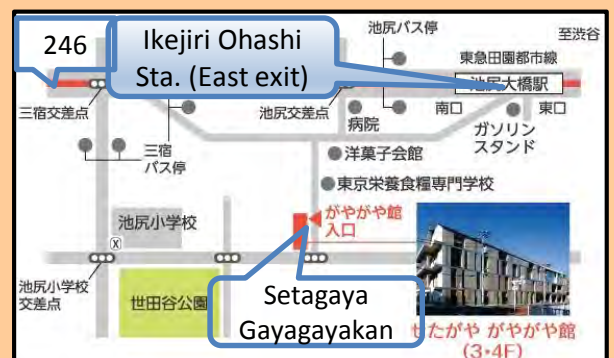 246
Ikejiri Ohashi
Sta. (East exit)
池尻バス停
至渋谷
東急田園都市線
池尻大橋駅
三宿交差点
池尻交差点
病院
南口
東口
ガソリン
スタンド
三宿
バス停
洋菓子会館
東京栄養食糧専門学校
がやがや館
入口
池尻小学校
池尻小学校
交差点
世田谷公園
Setagaya
Gayagayakan
せたがや がやがや館
(3・4F)